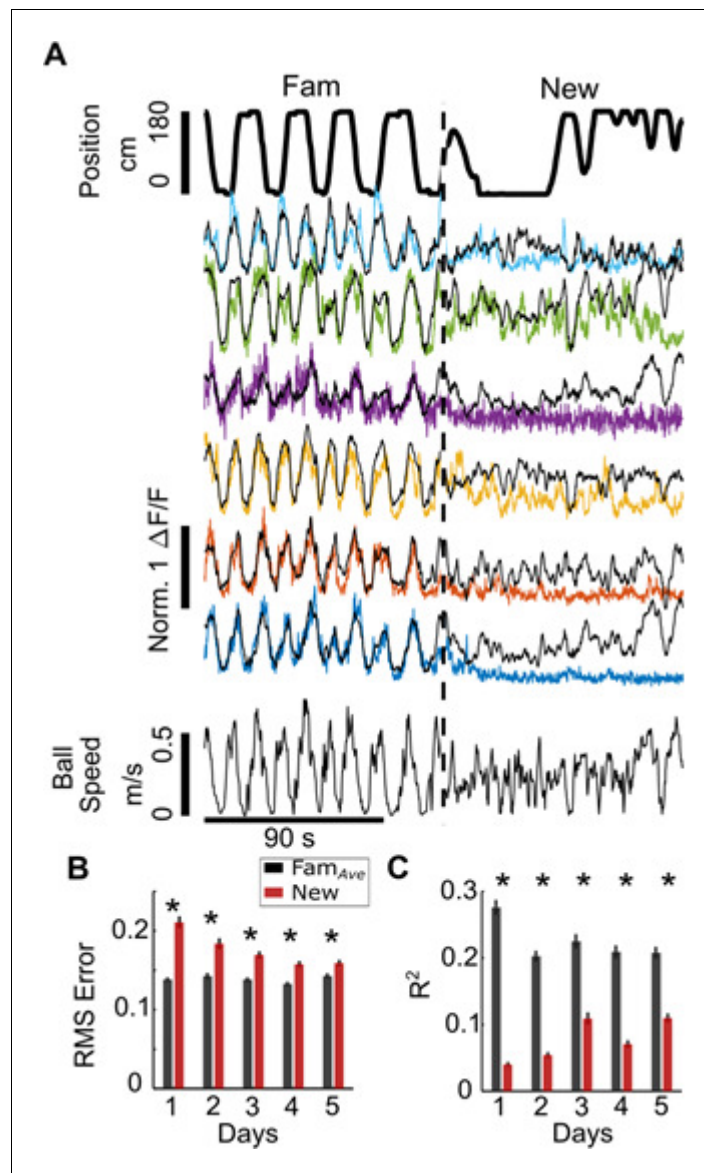 A
Fam New
Position
cm
180
0
Norm. 1 ΔF/F
Ball
Speed
m/s
0.5
0
90 s
B
Fam_Ave
New
RMS Error
0.2
0.1
0
1 2 3 4 5
Days
* * * * *
C
R²
0.3
0.2
0.1
0
1 2 3 4 5
Days
* * * * *